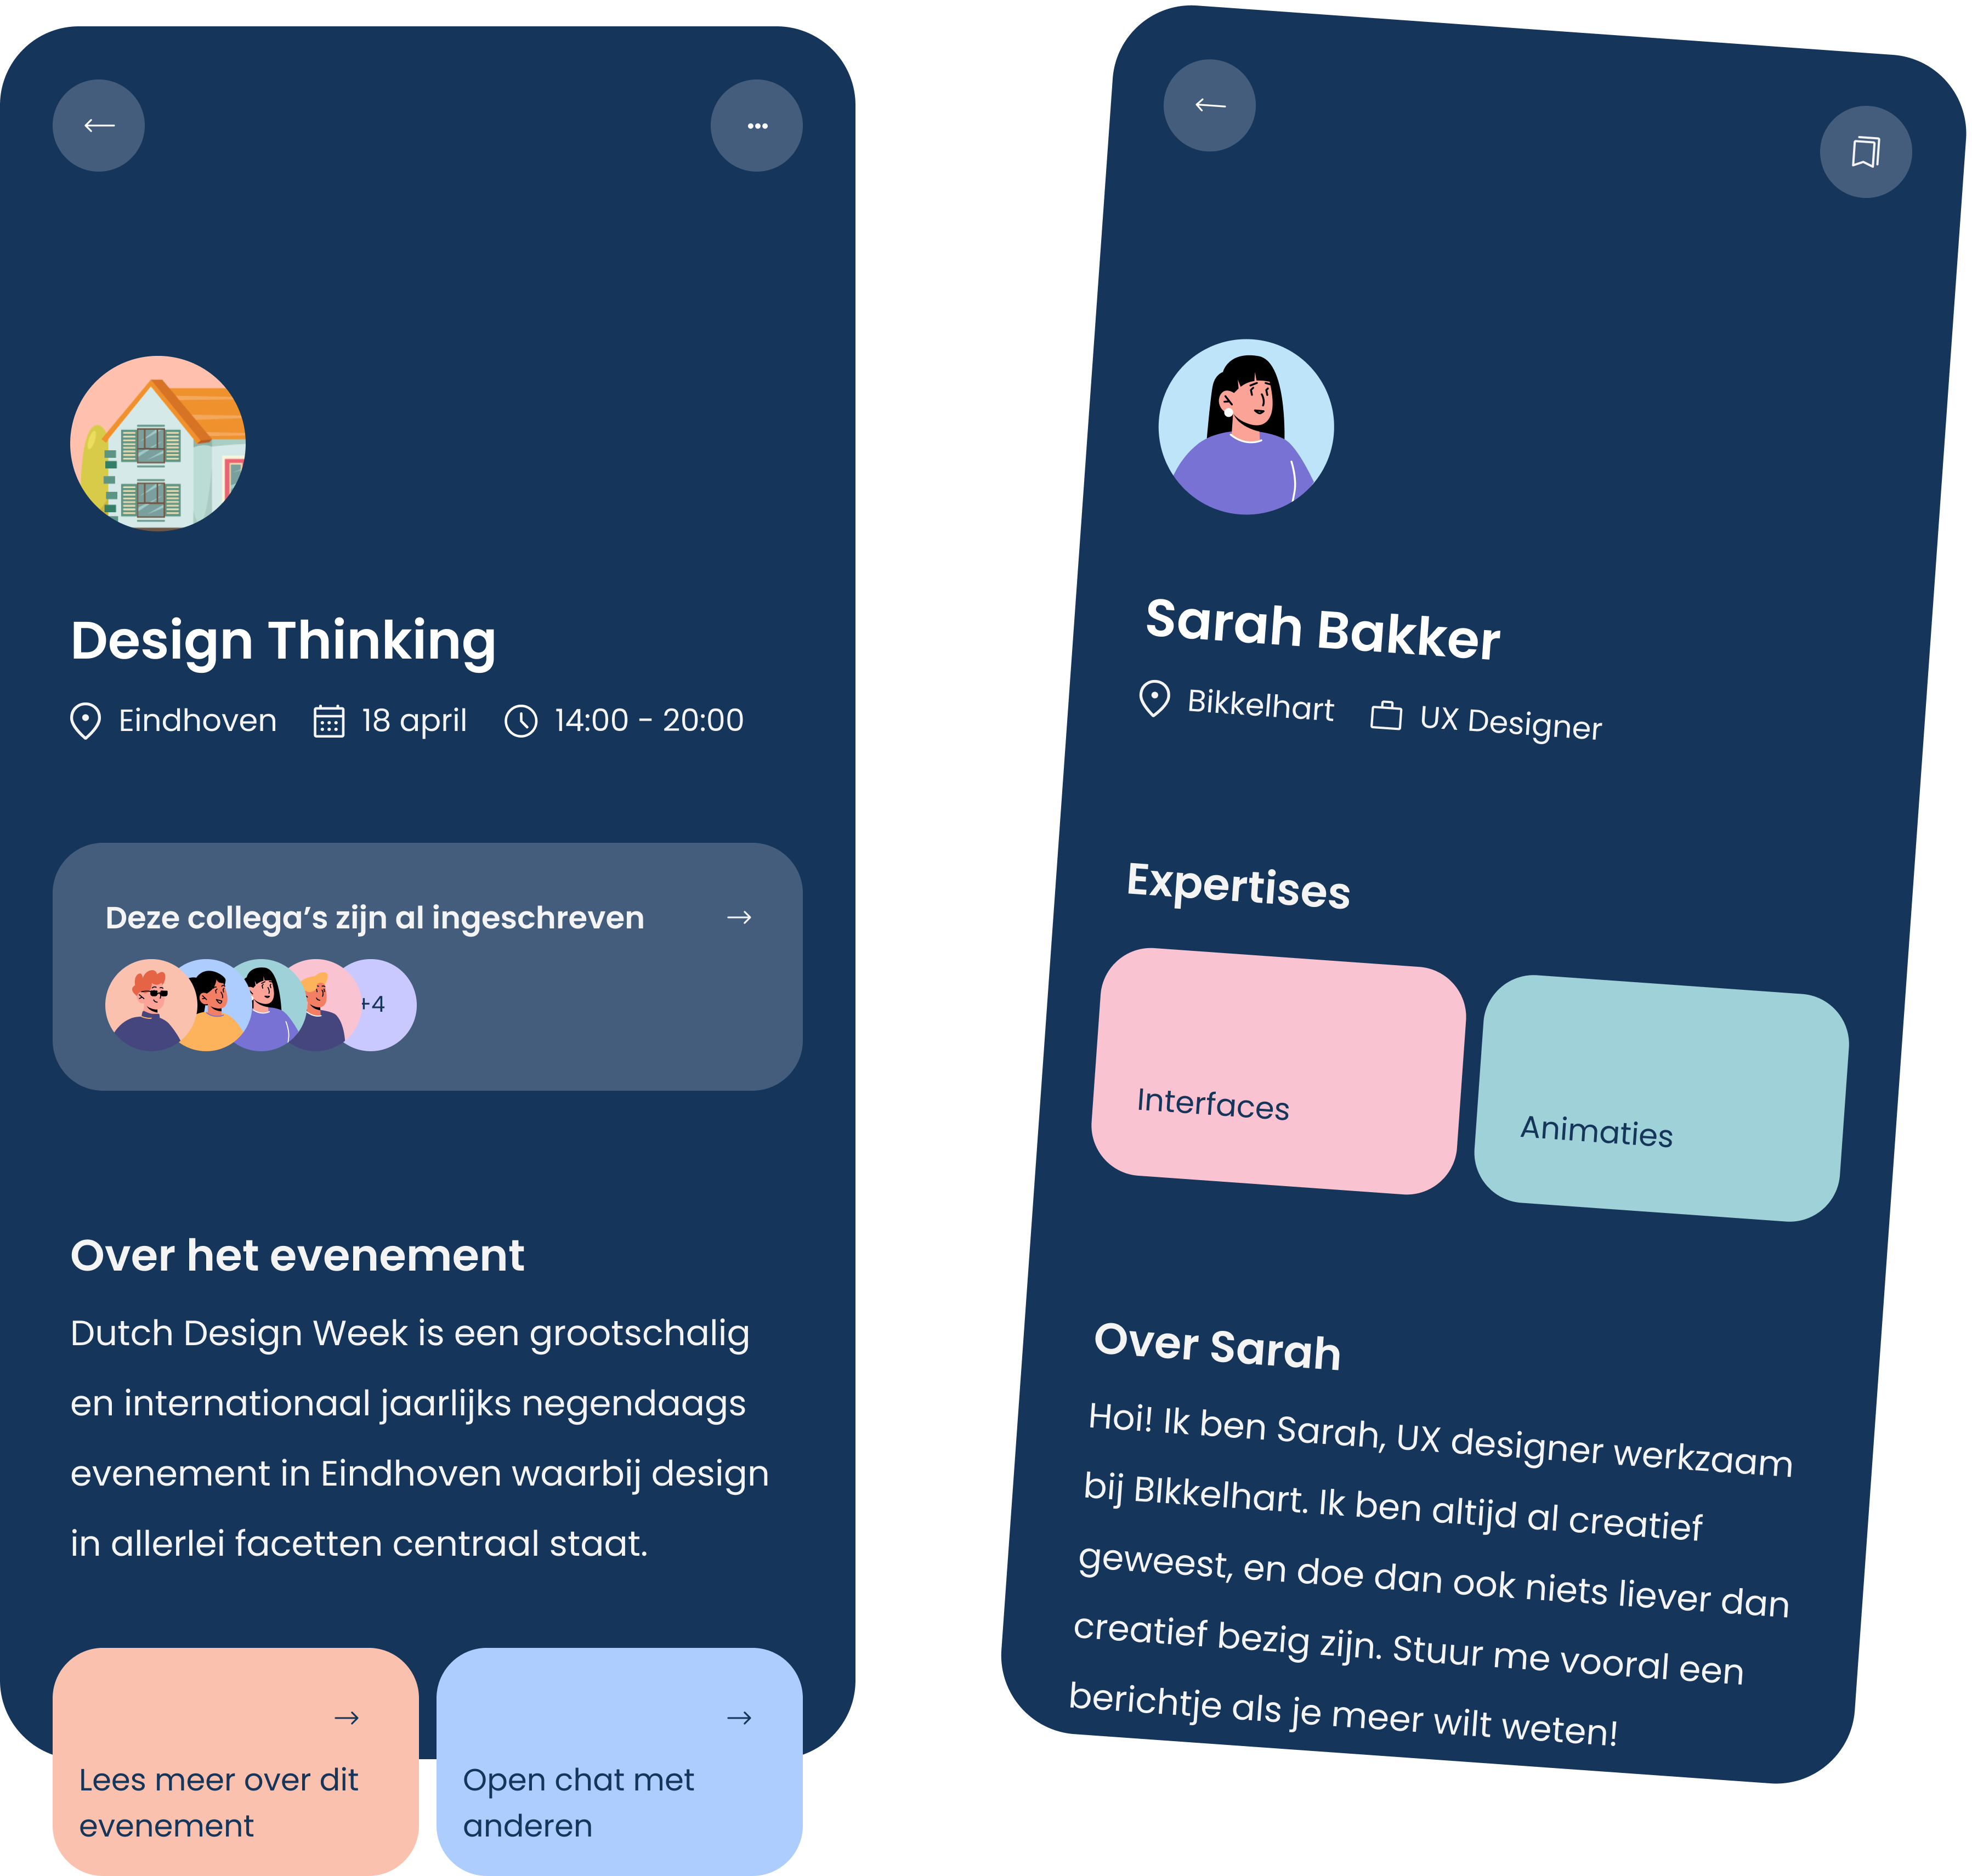 Design Thinking
Eindhoven 18 april 14:00 - 20:00
Deze collega’s zijn al ingeschreven
+4
Over het evenement
Dutch Design Week is een grootschalig
en internationaal jaarlijks negendaags
evenement in Eindhoven waarbij design
in allerlei facetten centraal staat.
Lees meer over dit
evenement
Open chat met
anderen
Sarah Bakker
Bikkelhart UX Designer
Expertises
Interfaces
Animaties
Over Sarah
Hoi! Ik ben Sarah, UX designer werkzaam
bij BIkkelhart. Ik ben altijd al creatief
geweest, en doe dan ook niets liever dan
creatief bezig zijn. Stuur me vooral een
berichtje als je meer wilt weten!